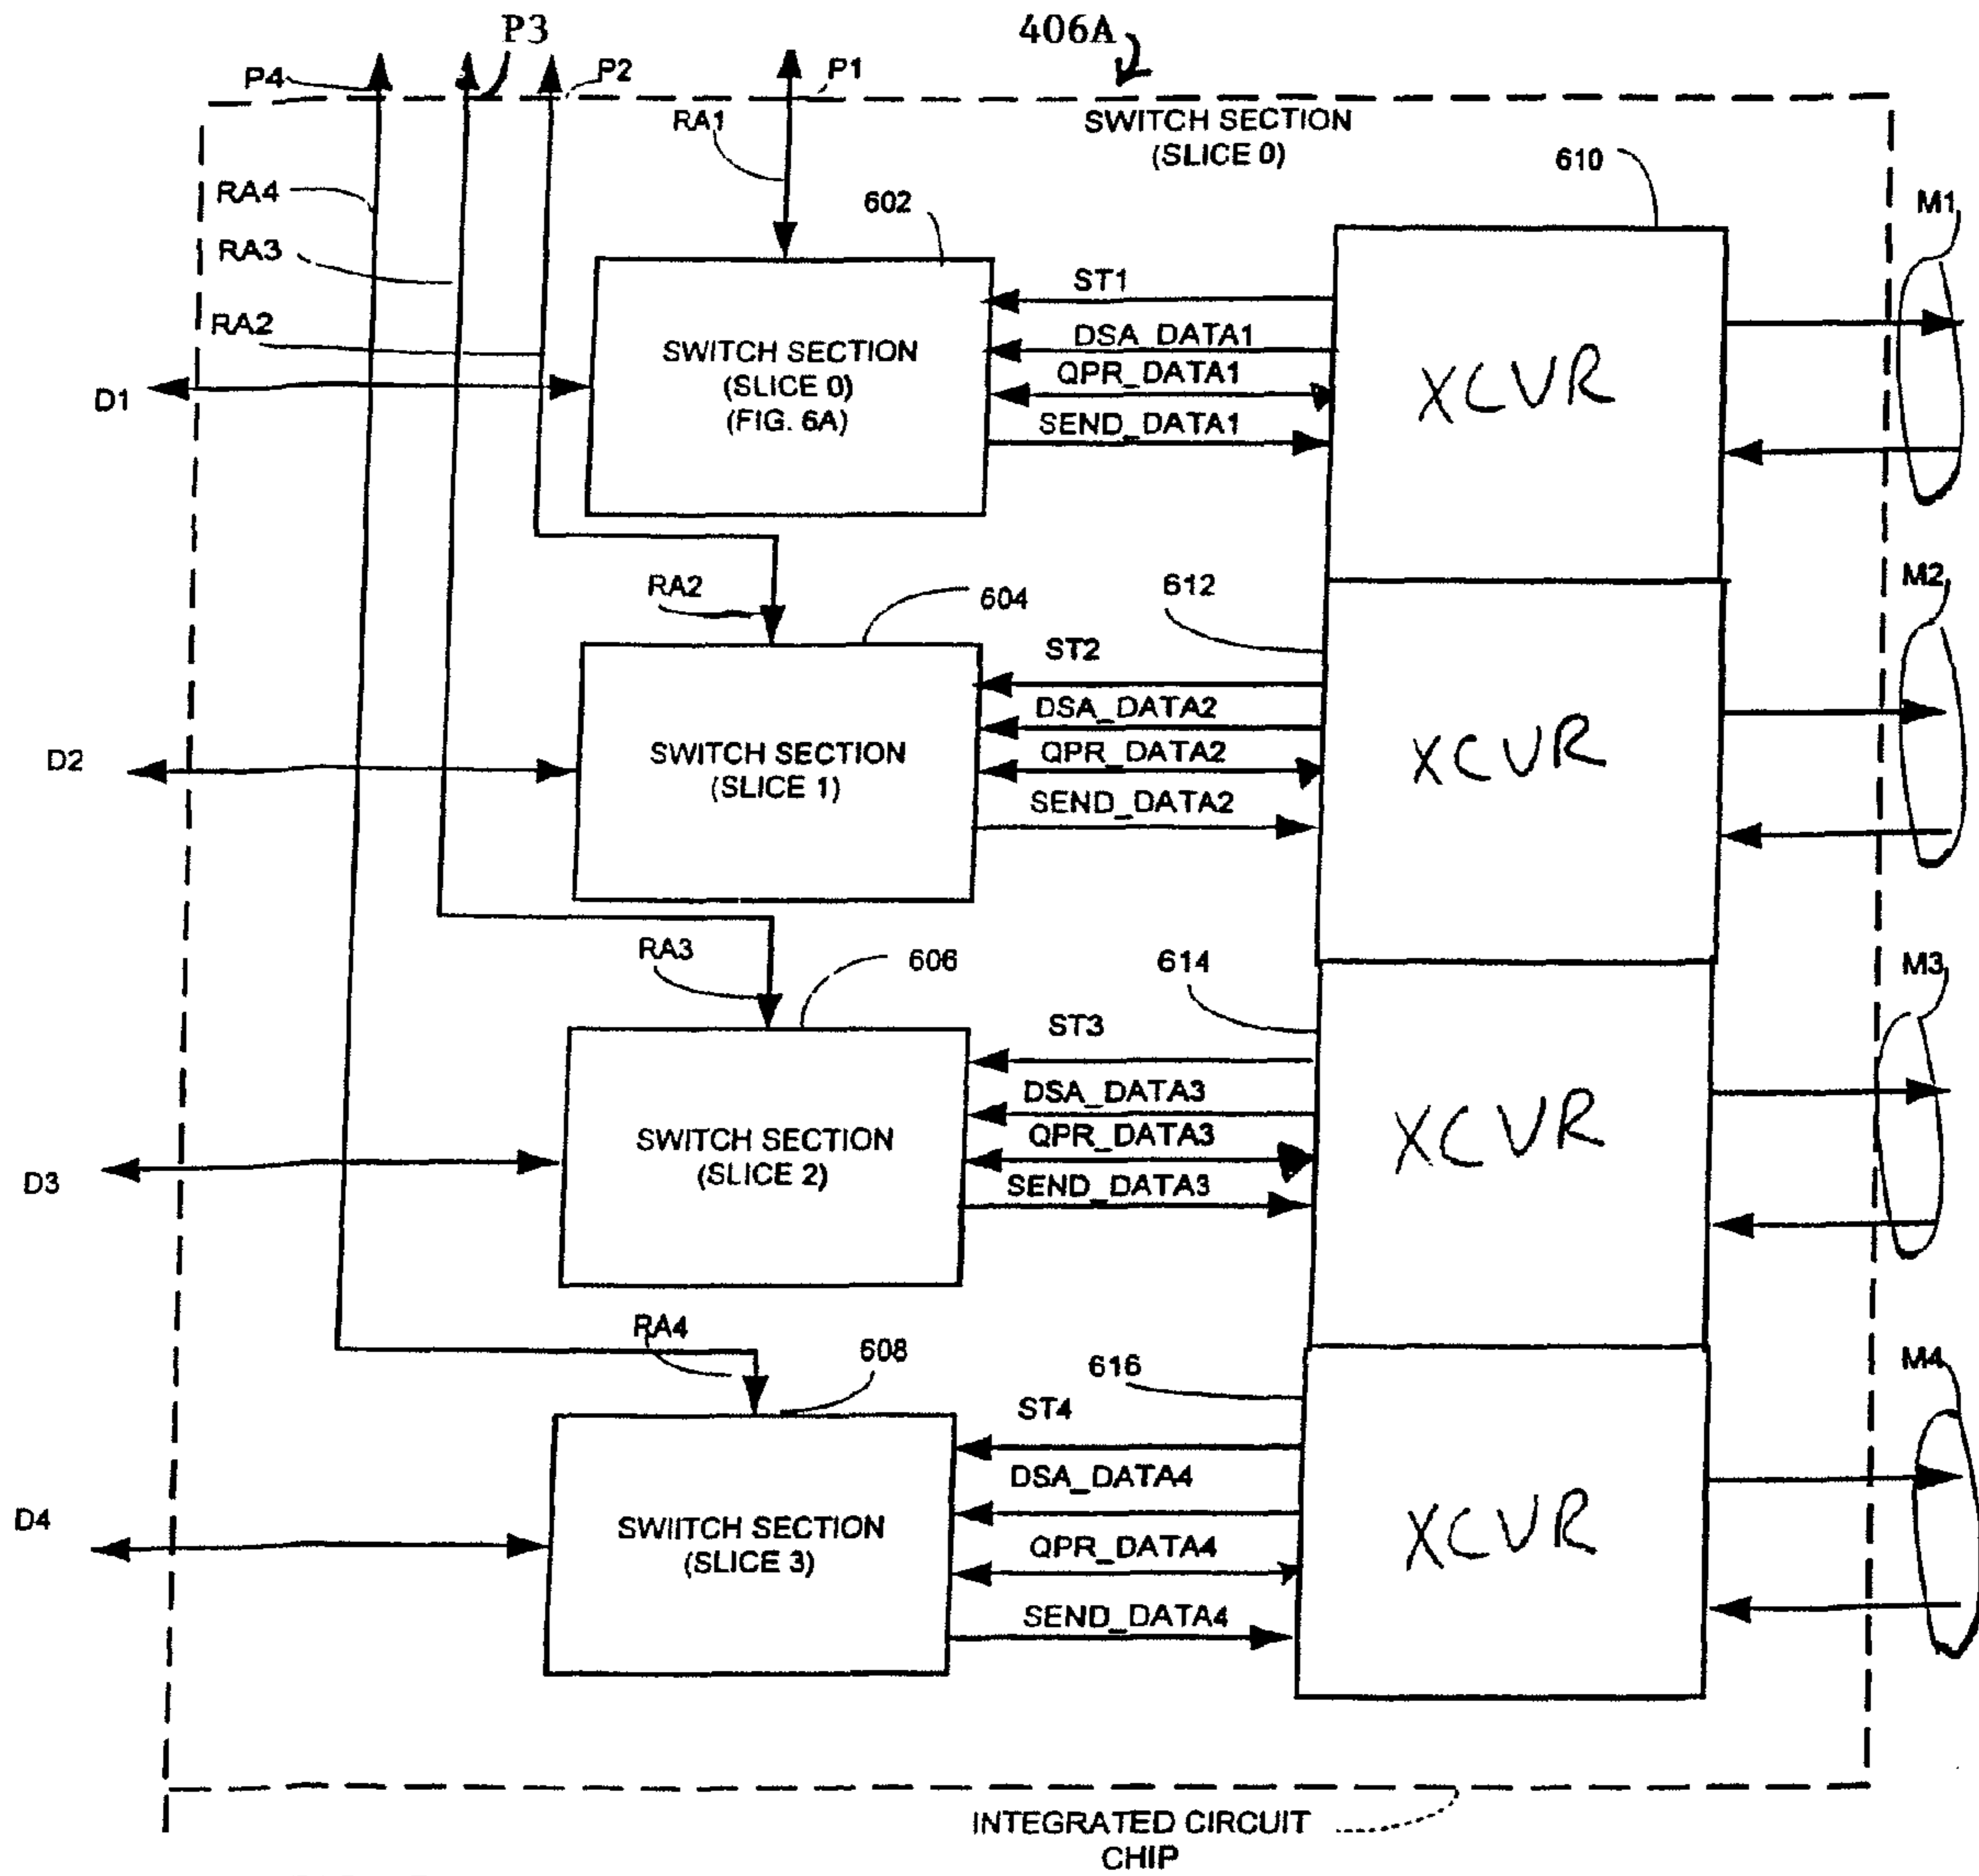 P3
406A
P4
P2
P1
RA1
SWITCH SECTION
(SLICE 0)
610
RA4
602
M1
RA3
ST1
RA2
SWITCH SECTION
(SLICE 0)
(FIG. 6A)
DSA_DATA1
QPR_DATA1
SEND_DATA1
XCVR
D1
RA2
604
612
M2
ST2
DSA_DATA2
SWITCH SECTION
(SLICE 1)
QPR_DATA2
SEND_DATA2
XCVR
D2
RA3
606
614
M3
ST3
DSA_DATA3
SWITCH SECTION
(SLICE 2)
QPR_DATA3
SEND_DATA3
XCVR
D3
RA4
608
616
M4
ST4
DSA_DATA4
D4
SWIITCH SECTION
(SLICE 3)
QPR_DATA4
SEND_DATA4
XCVR
INTEGRATED CIRCUIT
CHIP